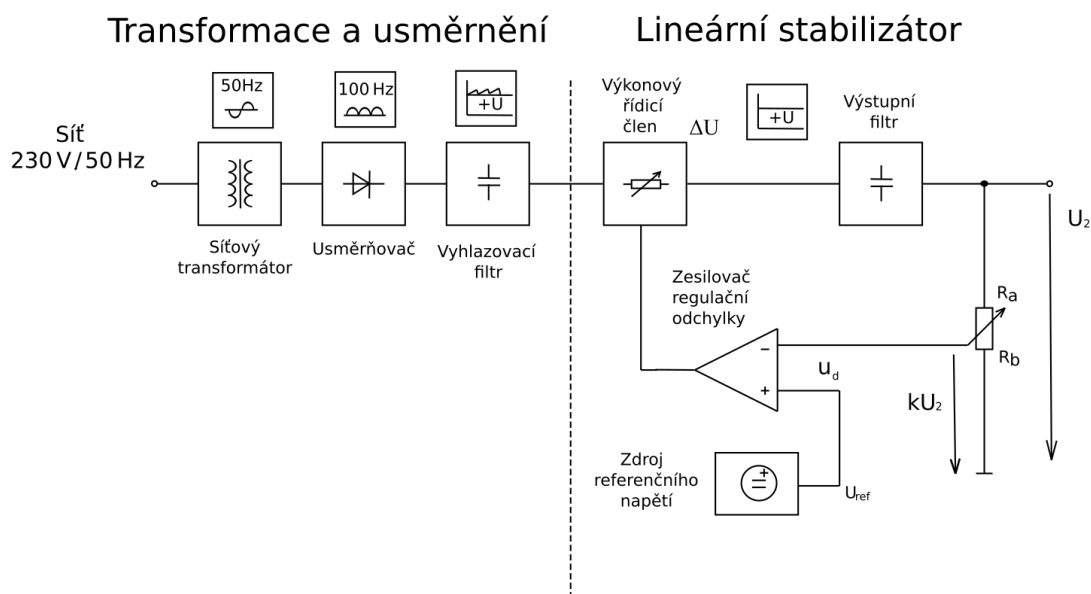 Transformace a usměrnění
Lineární stabilizátor
50Hz
100 Hz
+U
Síť
230 V / 50 Hz
Síťový
transformátor
Usměrňovač
Vyhlazovací
filtr
Výkonový
řídicí
člen
ΔU
+U
Výstupní
filtr
U2
Zesilovač
regulační
odchylky
−
+
ud
Ra
Rb
kU2
Zdroj
referenčního
napětí
+
Uref